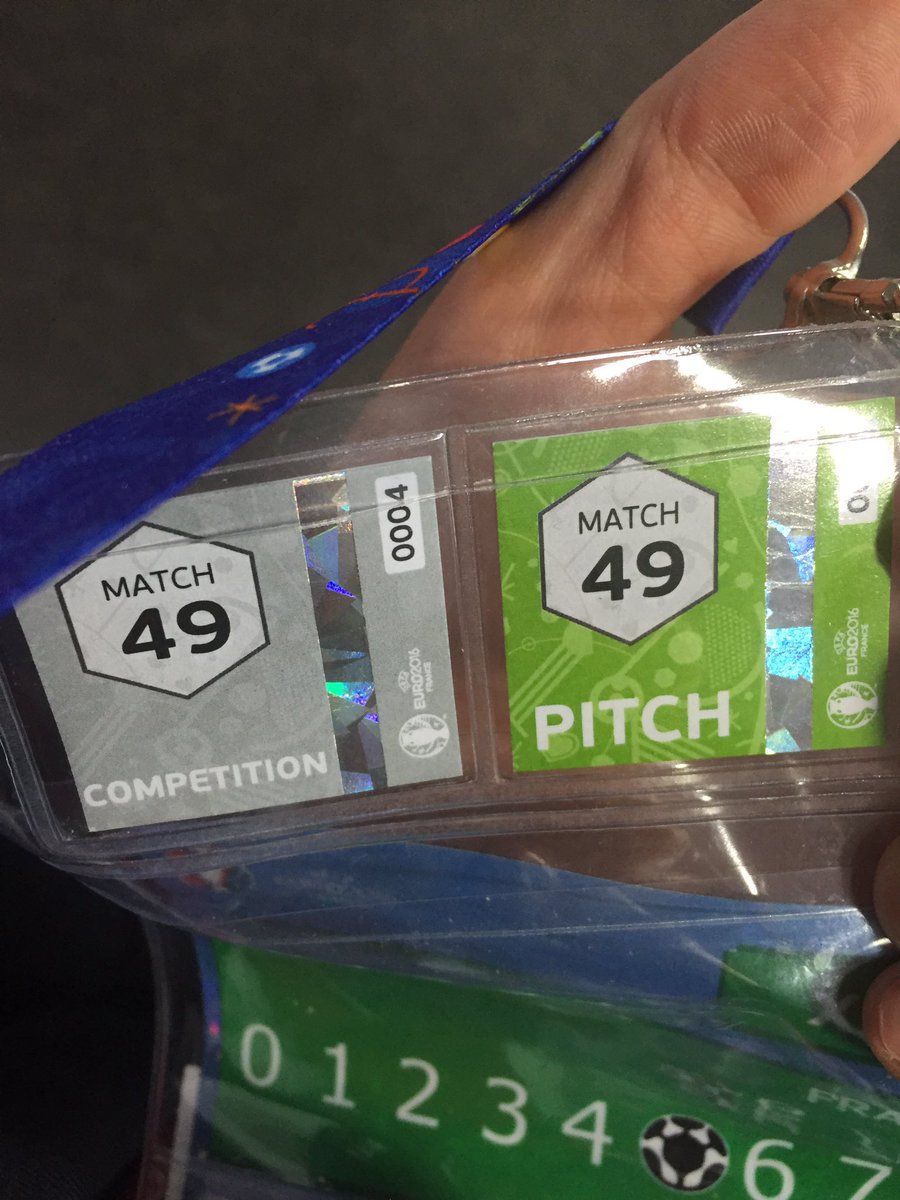 MATCH
49
COMPETITION
0004
EURO2016
FRANCE
MATCH
49
PITCH
EURO2016
FRANCE
0 1 2 3 4 6 7